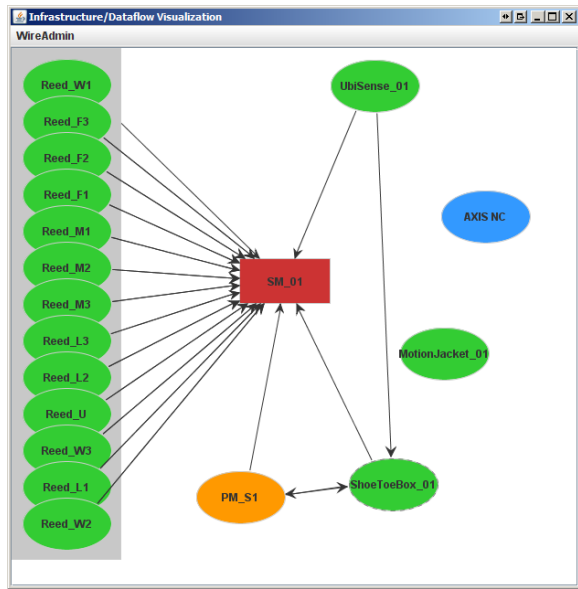 Infrastructure/Dataflow Visualization
WireAdmin
Reed_W1
Reed_F3
Reed_F2
Reed_F1
Reed_M1
Reed_M2
Reed_M3
Reed_L3
Reed_L2
Reed_U
Reed_W3
Reed_L1
Reed_W2
UbiSense_01
AXIS NC
SM_01
MotionJacket_01
PM_S1
ShoeToeBox_01